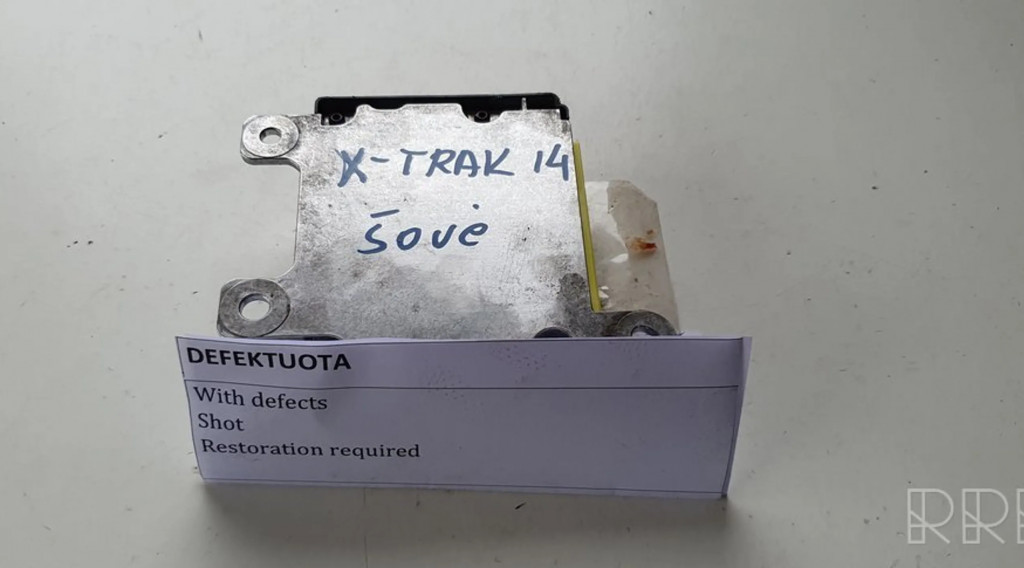 X-TRAK 14
šovė
DEFEKTUOTA
With defects
Shot
Restoration required
RRR